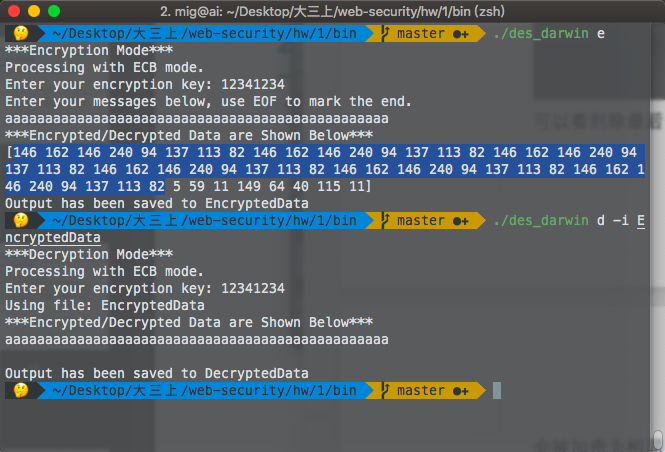 2. mig@ai: ~/Desktop/大三上/web-security/hw/1/bin (zsh)
🤔 ~/Desktop/大三上/web-security/hw/1/bin master ●+ ./des_darwin e
***Encryption Mode***
Processing with ECB mode.
Enter your encryption key: 12341234
Enter your messages below, use EOF to mark the end.
aaaaaaaaaaaaaaaaaaaaaaaaaaaaaaaaaaaaaaaaaaaaaaaa
***Encrypted/Decrypted Data are Shown Below***
[146 162 146 240 94 137 113 82 146 162 146 240 94 137 113 82 146 162 146 240 94
137 113 82 146 162 146 240 94 137 113 82 146 162 146 240 94 137 113 82 146 162 1
46 240 94 137 113 82 5 59 11 149 64 40 115 11]
Output has been saved to EncryptedData
🤔 ~/Desktop/大三上/web-security/hw/1/bin master ●+ ./des_darwin d -i E
ncryptedData
***Decryption Mode***
Processing with ECB mode.
Enter your encryption key: 12341234
Using file: EncryptedData
***Encrypted/Decrypted Data are Shown Below***
aaaaaaaaaaaaaaaaaaaaaaaaaaaaaaaaaaaaaaaaaaaaaaaa
Output has been saved to DecryptedData
🤔 ~/Desktop/大三上/web-security/hw/1/bin master ●+